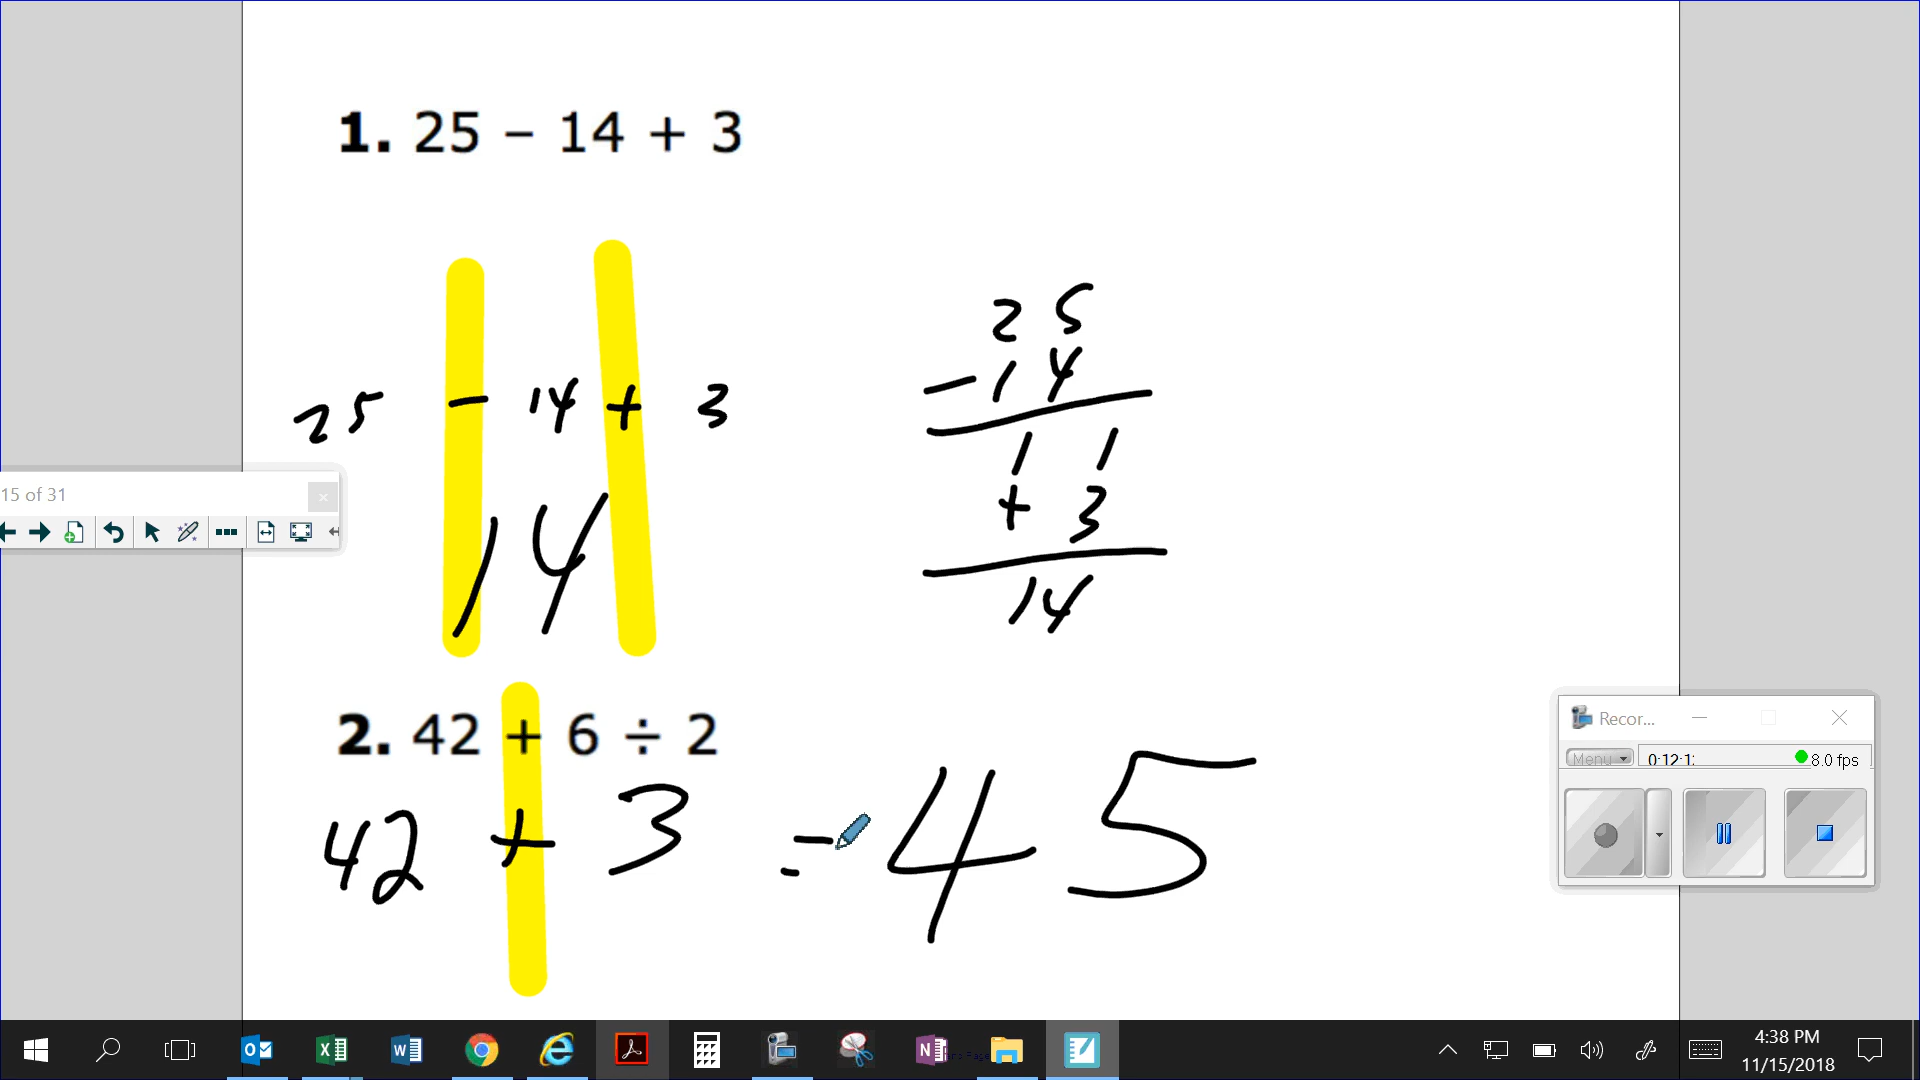 1. 25 – 14 + 3
25 - 14 + 3
25
- 14
11
+ 3
14
14
15 of 31
2. 42 + 6 ÷ 2
42 + 3 = 45
Recor...
Menu
0:12:1
8.0 fps
4:38 PM
11/15/2018